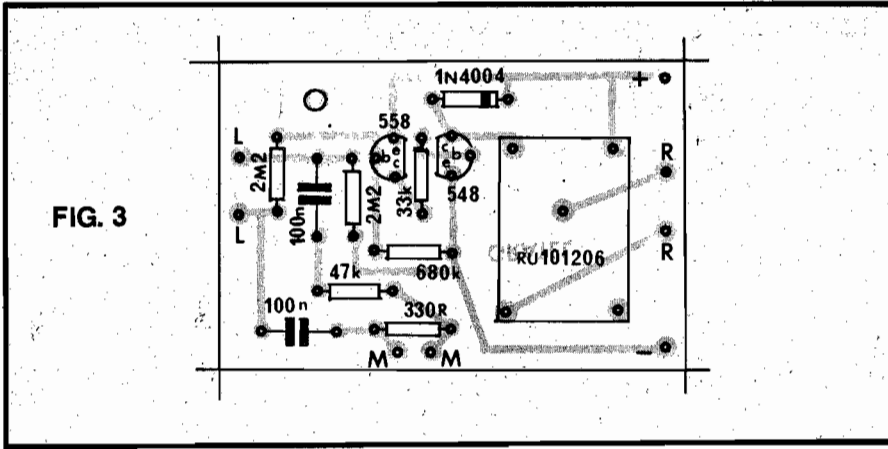 FIG. 3
1N4004
+
558
L
R
b
c
b
c
2M2
2M2
33k
548
100n
L
R
RU101206
680k
47k
100n
330R
M
M
-